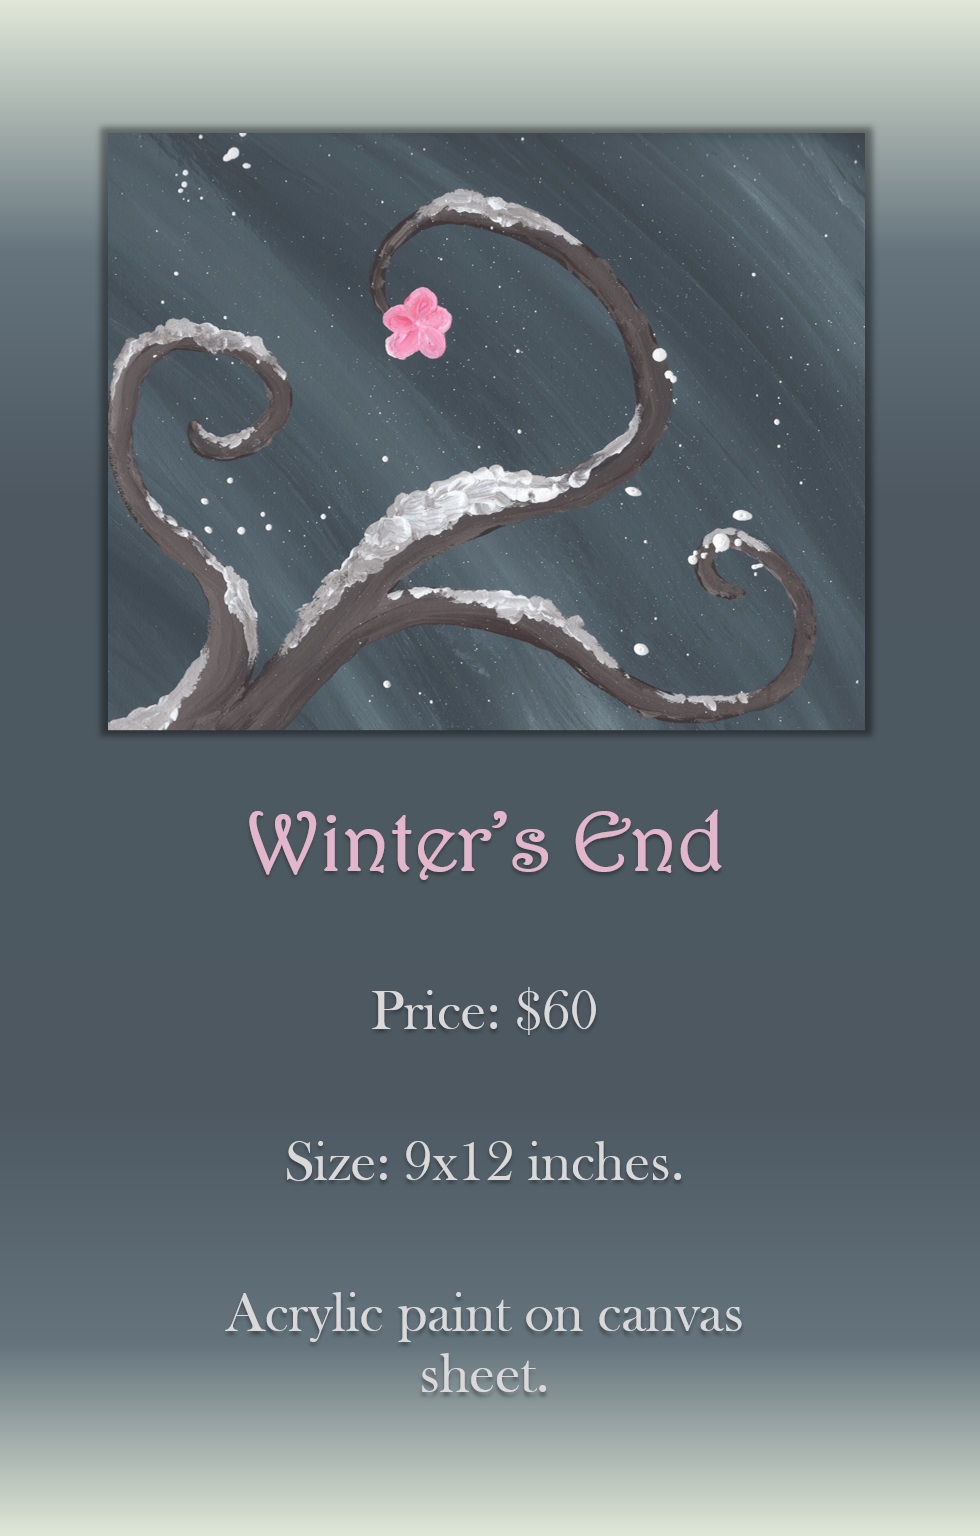 Winter’s End
Price: $60
Size: 9x12 inches.
Acrylic paint on canvas
sheet.